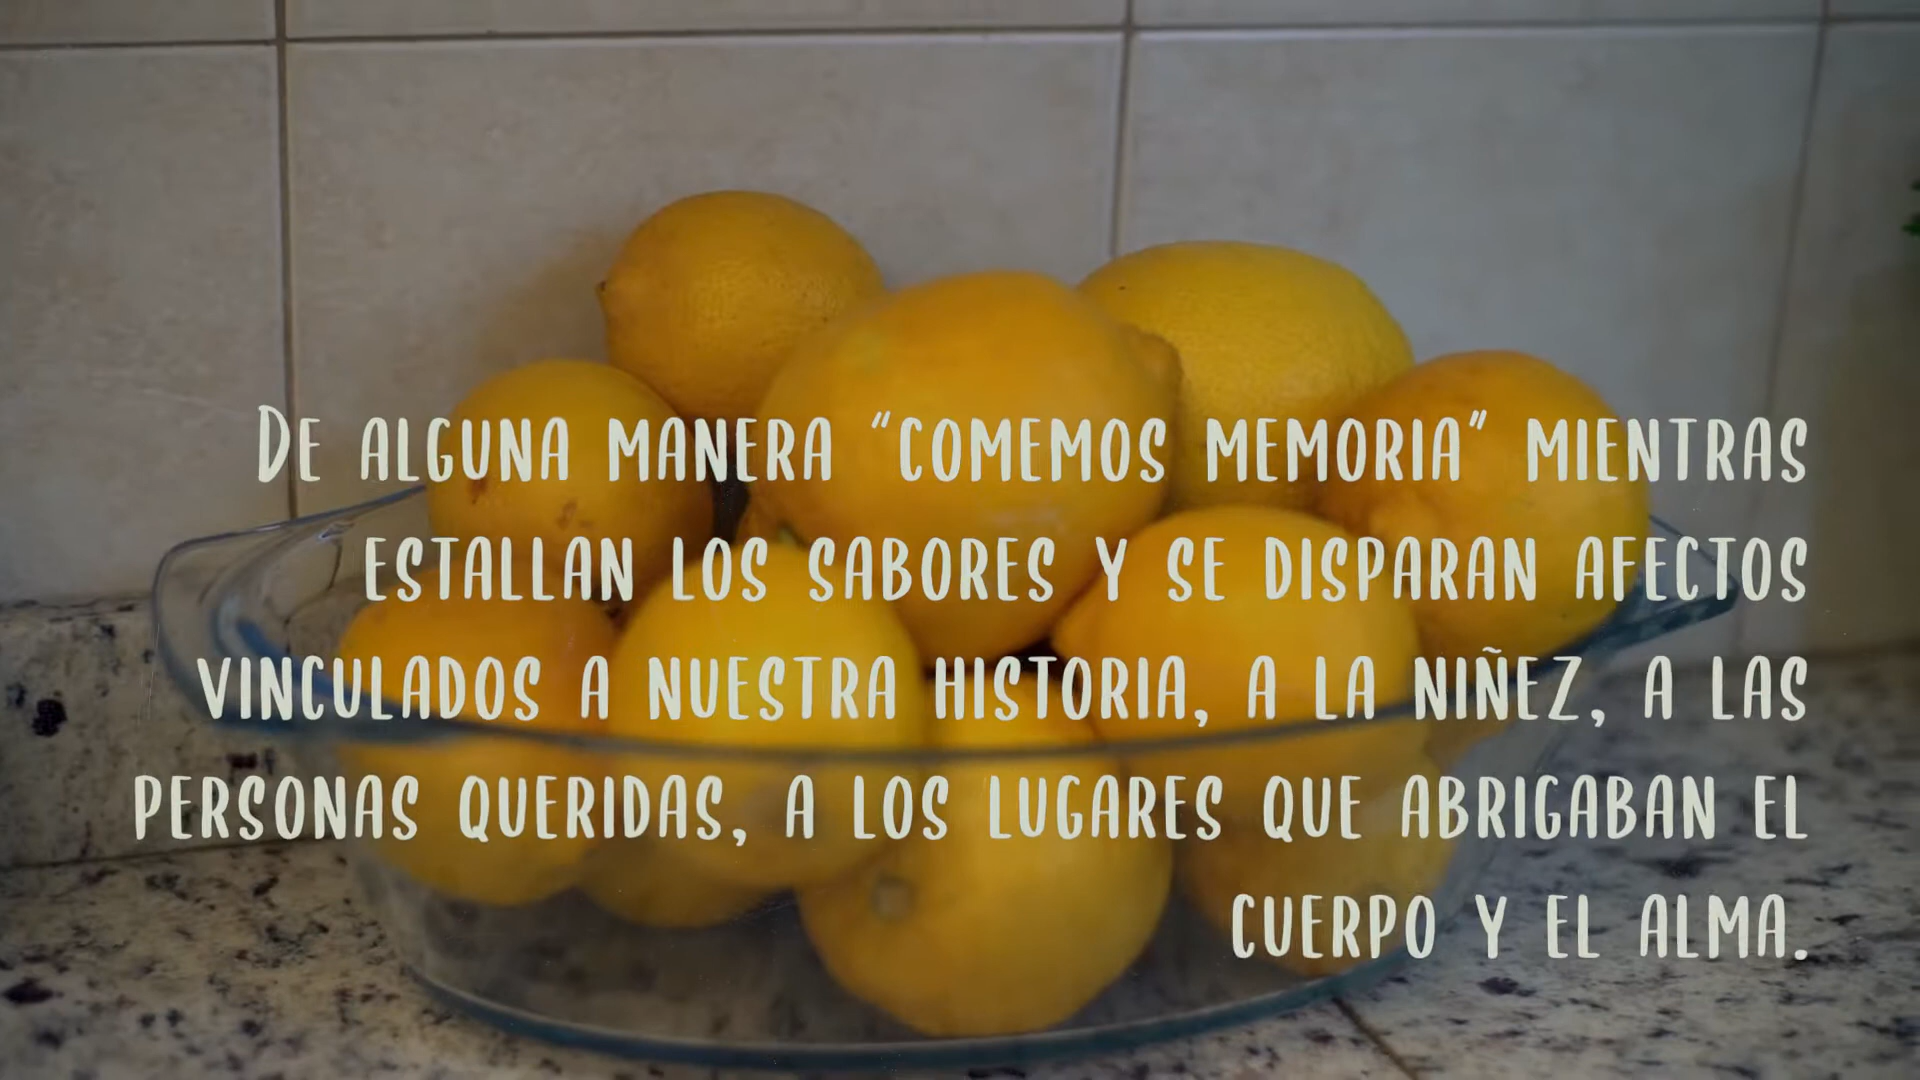 DE ALGUNA MANERA "COMEMOS MEMORIA" MIENTRAS
ESTALLAN LOS SABORES Y SE DISPARAN AFECTOS
VINCULADOS A NUESTRA HISTORIA, A LA NIÑEZ, A LAS
PERSONAS QUERIDAS, A LOS LUGARES QUE ABRIGABAN EL
CUERPO Y EL ALMA.